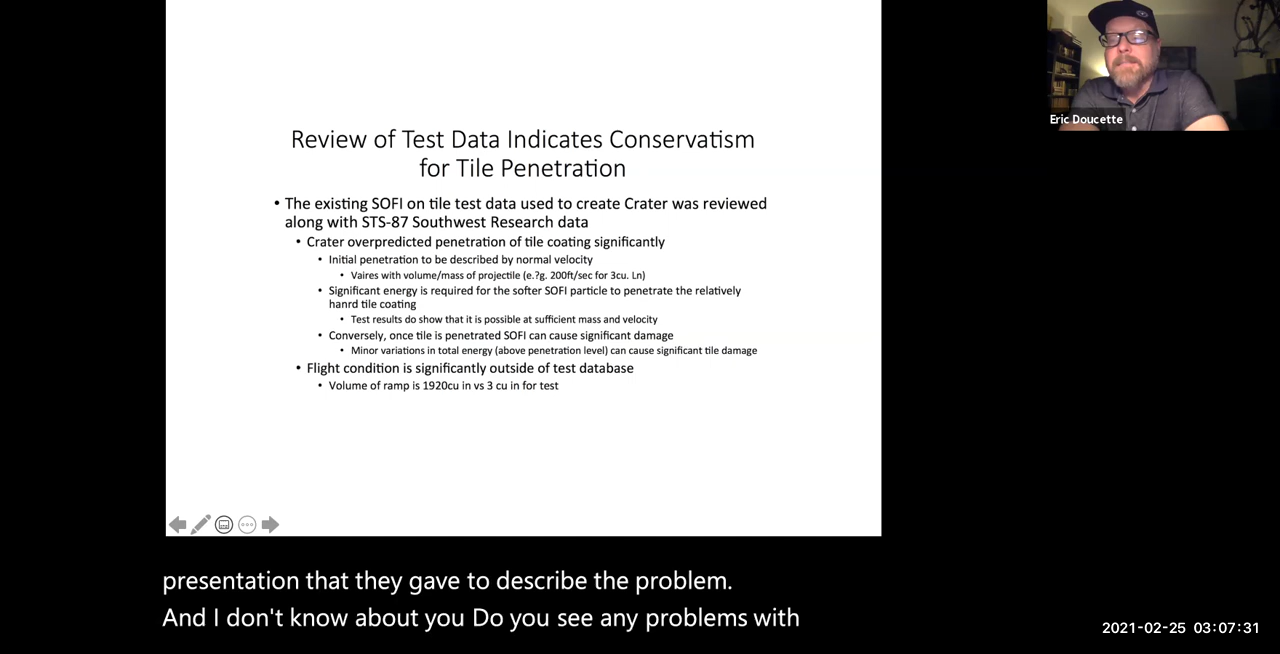 Review of Test Data Indicates Conservatism
for Tile Penetration
• The existing SOFI on tile test data used to create Crater was reviewed
along with STS-87 Southwest Research data
• Crater overpredicted penetration of tile coating significantly
• Initial penetration to be described by normal velocity
• Vaires with volume/mass of projectile (e.?g. 200ft/sec for 3cu. Ln)
• Significant energy is required for the softer SOFI particle to penetrate the relatively
hanrd tile coating
• Test results do show that it is possible at sufficient mass and velocity
• Conversely, once tile is penetrated SOFI can cause significant damage
• Minor variations in total energy (above penetration level) can cause significant tile damage
• Flight condition is significantly outside of test database
• Volume of ramp is 1920cu in vs 3 cu in for test
Eric Doucette
presentation that they gave to describe the problem.
And I don't know about you Do you see any problems with
2021-02-25 03:07:31